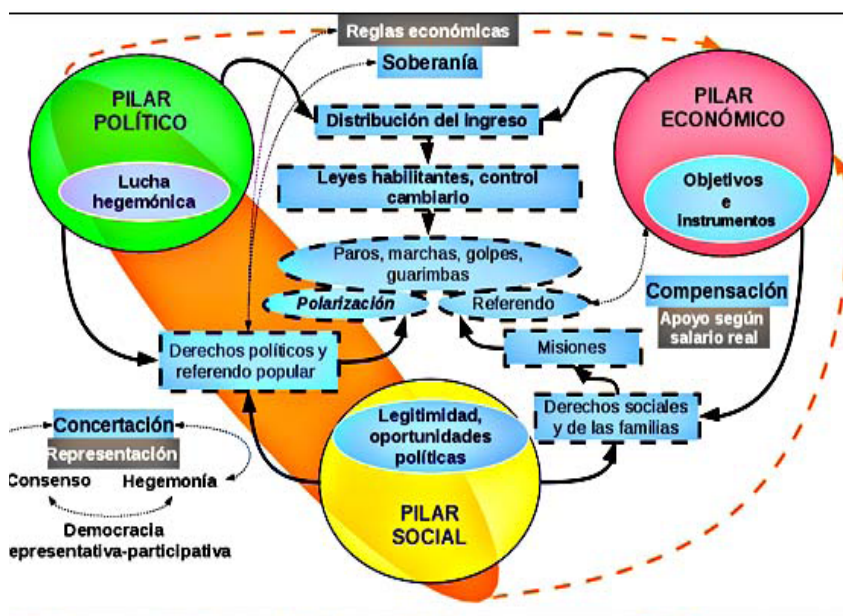 Reglas económicas
Soberanía
PILAR
POLÍTICO
Lucha
hegemónica
Distribución del ingreso
Leyes habilitantes, control
cambiario
Paros, marchas, golpes,
guarimbas
Polarización
Referendo
PILAR
ECONÓMICO
Objetivos
e
instrumentos
Compensación
Apoyo según
salario real
Misiones
Derechos políticos y
referendo popular
Derechos sociales
y de las familias
Legitimidad,
oportunidades
políticas
PILAR
SOCIAL
Concertación
Representación
Consenso
Hegemonía
Democracia
epresentativa-participativa